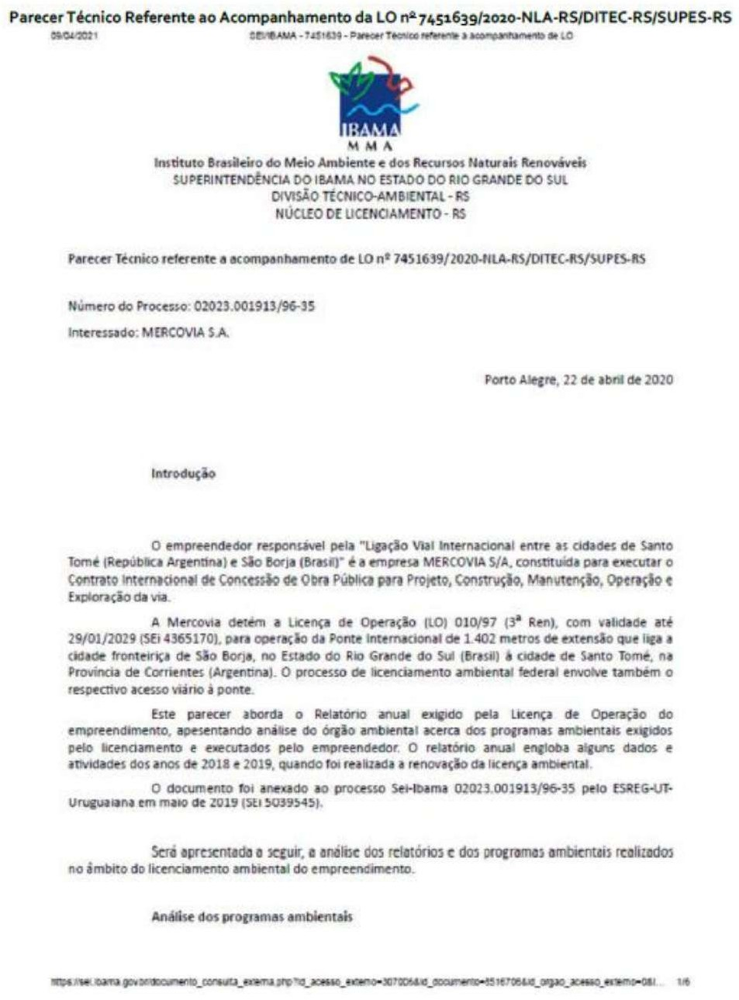 Parecer Técnico Referente ao Acompanhamento da LO nº 7451639/2020-NLA-RS/DITEC-RS/SUPES-RS
09/04/2021 SEI/IBAMA - 7451639 - Parecer Técnico referente a acompanhamento de LO
IBAMA
M M A
Instituto Brasileiro do Meio Ambiente e dos Recursos Naturais Renováveis
SUPERINTENDÊNCIA DO IBAMA NO ESTADO DO RIO GRANDE DO SUL
DIVISÃO TÉCNICO-AMBIENTAL - RS
NÚCLEO DE LICENCIAMENTO - RS
Parecer Técnico referente a acompanhamento de LO nº 7451639/2020-NLA-RS/DITEC-RS/SUPES-RS
Número do Processo: 02023.001913/96-35
Interessado: MERCOVIA S.A.
Porto Alegre, 22 de abril de 2020
Introdução
O empreendedor responsável pela "Ligação Vial Internacional entre as cidades de Santo
Tomé (República Argentina) e São Borja (Brasil)" é a empresa MERCOVIA S/A, constituída para executar o
Contrato Internacional de Concessão de Obra Pública para Projeto, Construção, Manutenção, Operação e
Exploração da via.
A Mercovia detém a Licença de Operação (LO) 010/97 (3ª Ren), com validade até
29/01/2029 (SEi 4365170), para operação da Ponte Internacional de 1.402 metros de extensão que liga a
cidade fronteiriça de São Borja, no Estado do Rio Grande do Sul (Brasil) à cidade de Santo Tomé, na
Província de Corrientes (Argentina). O processo de licenciamento ambiental federal envolve também o
respectivo acesso viário à ponte.
Este parecer aborda o Relatório anual exigido pela Licença de Operação do
empreendimento, apesentando análise do órgão ambiental acerca dos programas ambientais exigidos
pelo licenciamento e executados pelo empreendedor. O relatório anual engloba alguns dados e
atividades dos anos de 2018 e 2019, quando foi realizada a renovação da licença ambiental.
O documento foi anexado ao processo Sei-Ibama 02023.001913/96-35 pelo ESREG-UT-
Uruguaiana em maio de 2019 (SEi 5039545).
Será apresentada a seguir, a análise dos relatórios e dos programas ambientais realizados
no âmbito do licenciamento ambiental do empreendimento.
Análise dos programas ambientais
https://sei.ibama.gov.br/documento_consulta_externa.php?id_acesso_externo=307006&id_documento=8516706&id_orgao_acesso_externo=0&i... 1/6